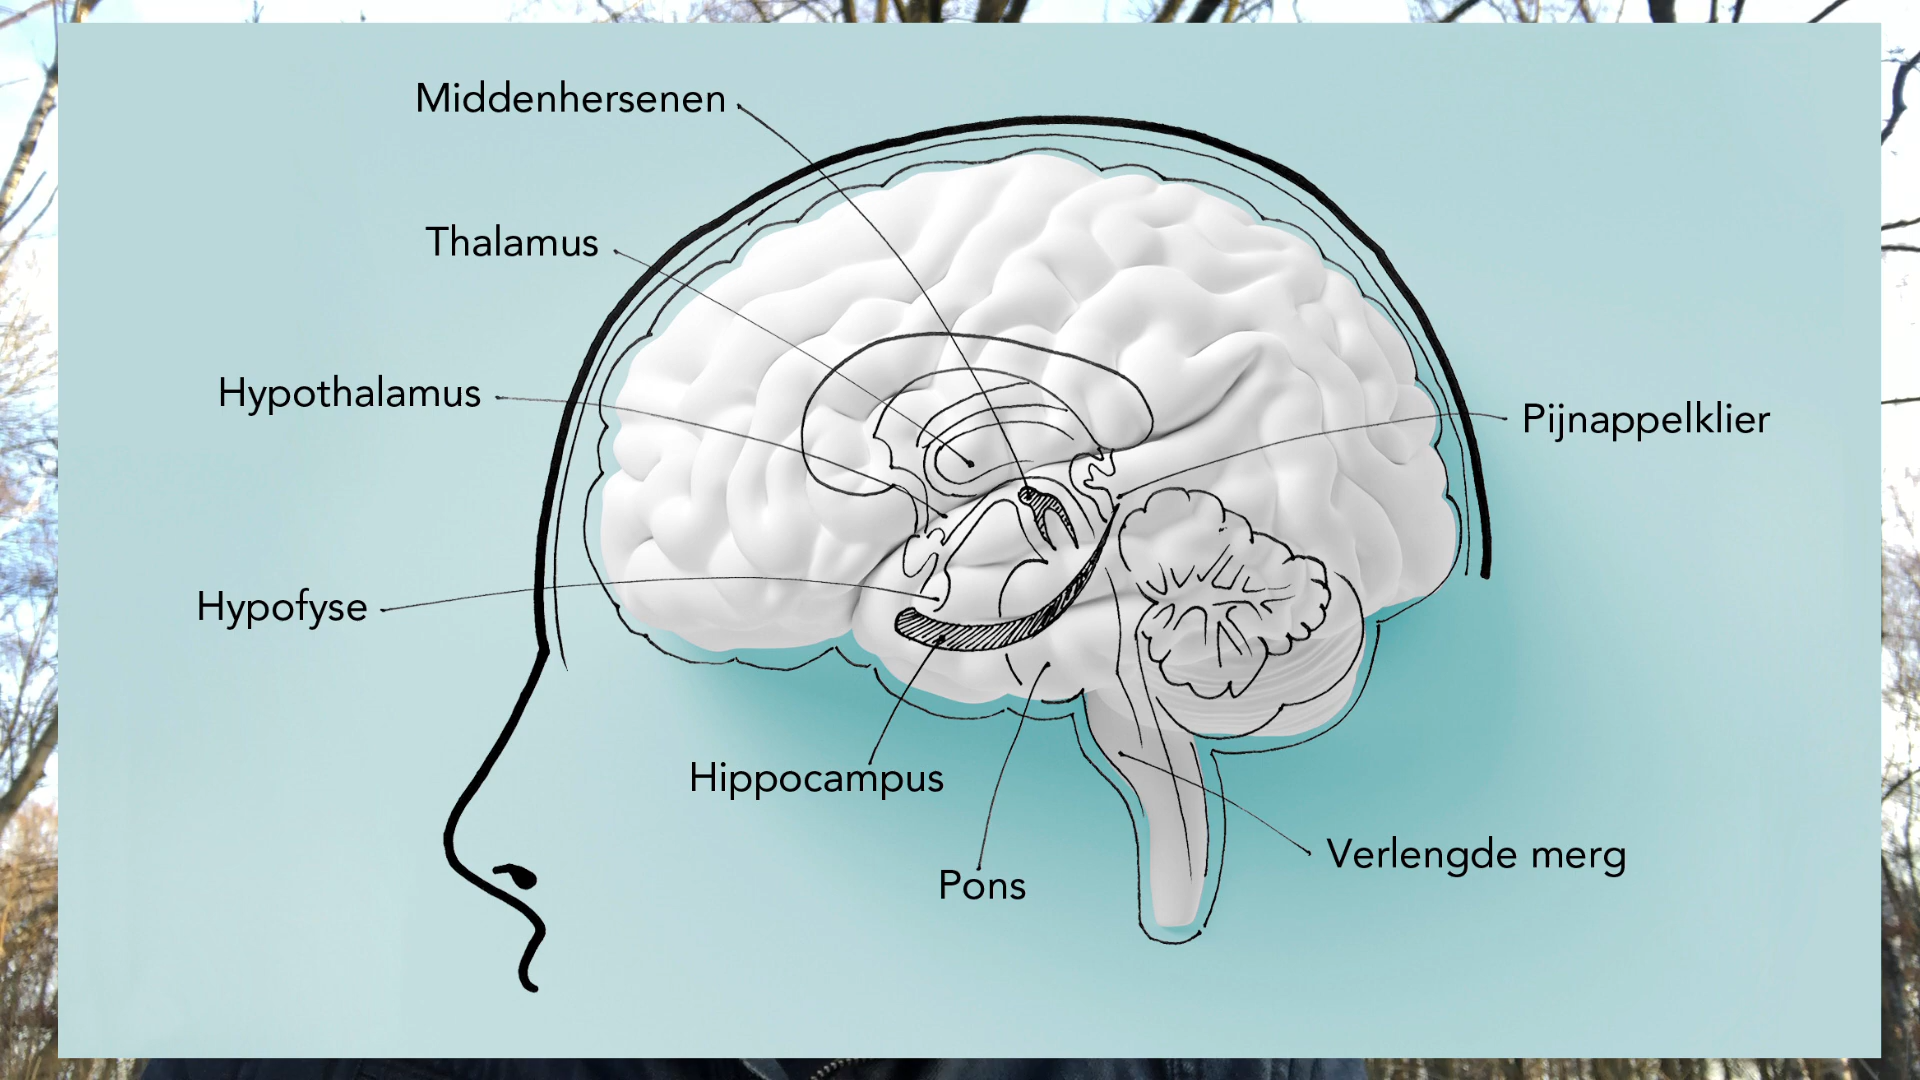 Middenhersenen
Thalamus
Hypothalamus
Pijnappelklier
Hypofyse
Hippocampus
Verlengde merg
Pons